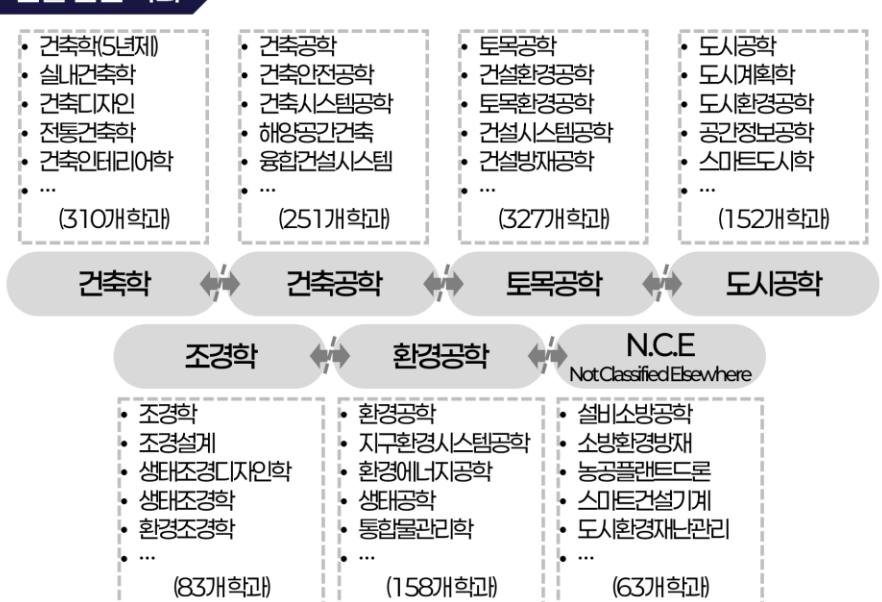 • 건축학(5년제)
• 실내건축학
• 건축디자인
• 전통건축학
• 건축인테리어학
• ...
(310개 학과)
• 건축공학
• 건축안전공학
• 건축시스템공학
• 해양공간건축
• 융합건설시스템
• ...
(251개 학과)
• 토목공학
• 건설환경공학
• 토목환경공학
• 건설시스템공학
• 건설방재공학
• ...
(327개 학과)
• 도시공학
• 도시계획학
• 도시환경공학
• 공간정보공학
• 스마트도시학
• ...
(152개 학과)
건축학
건축공학
토목공학
도시공학
조경학
환경공학
N.C.E
Not Classified Elsewhere
• 조경학
• 조경설계
• 생태조경디자인학
• 생태조경학
• 환경조경학
• ...
(83개 학과)
• 환경공학
• 지구환경시스템공학
• 환경에너지공학
• 생태공학
• 통합물관리학
• ...
(158개 학과)
• 설비소방공학
• 소방환경방재
• 농공플랜트드론
• 스마트건설기계
• 도시환경재난관리
• ...
(63개 학과)